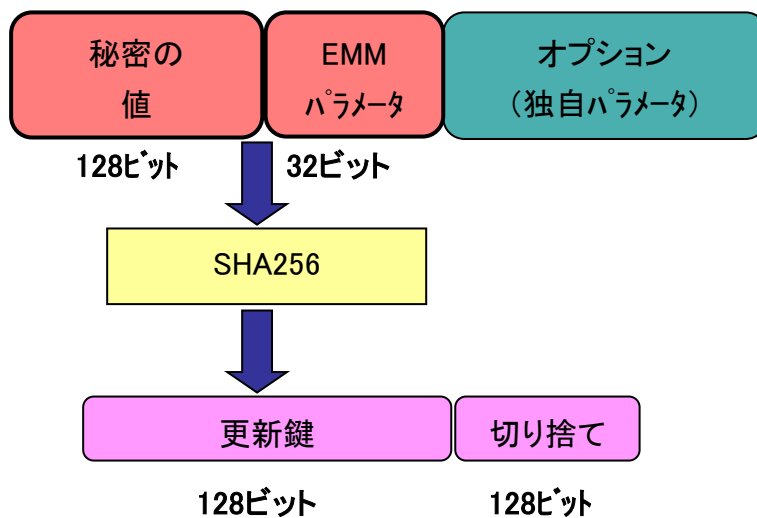 秘密の
値
EMM
ﾊﾟﾗﾒｰﾀ
オプション
（独自ﾊﾟﾗﾒｰﾀ）
128ﾋﾞｯﾄ
32ビット
SHA256
更新鍵
切り捨て
128ビット
128ﾋﾞｯﾄ